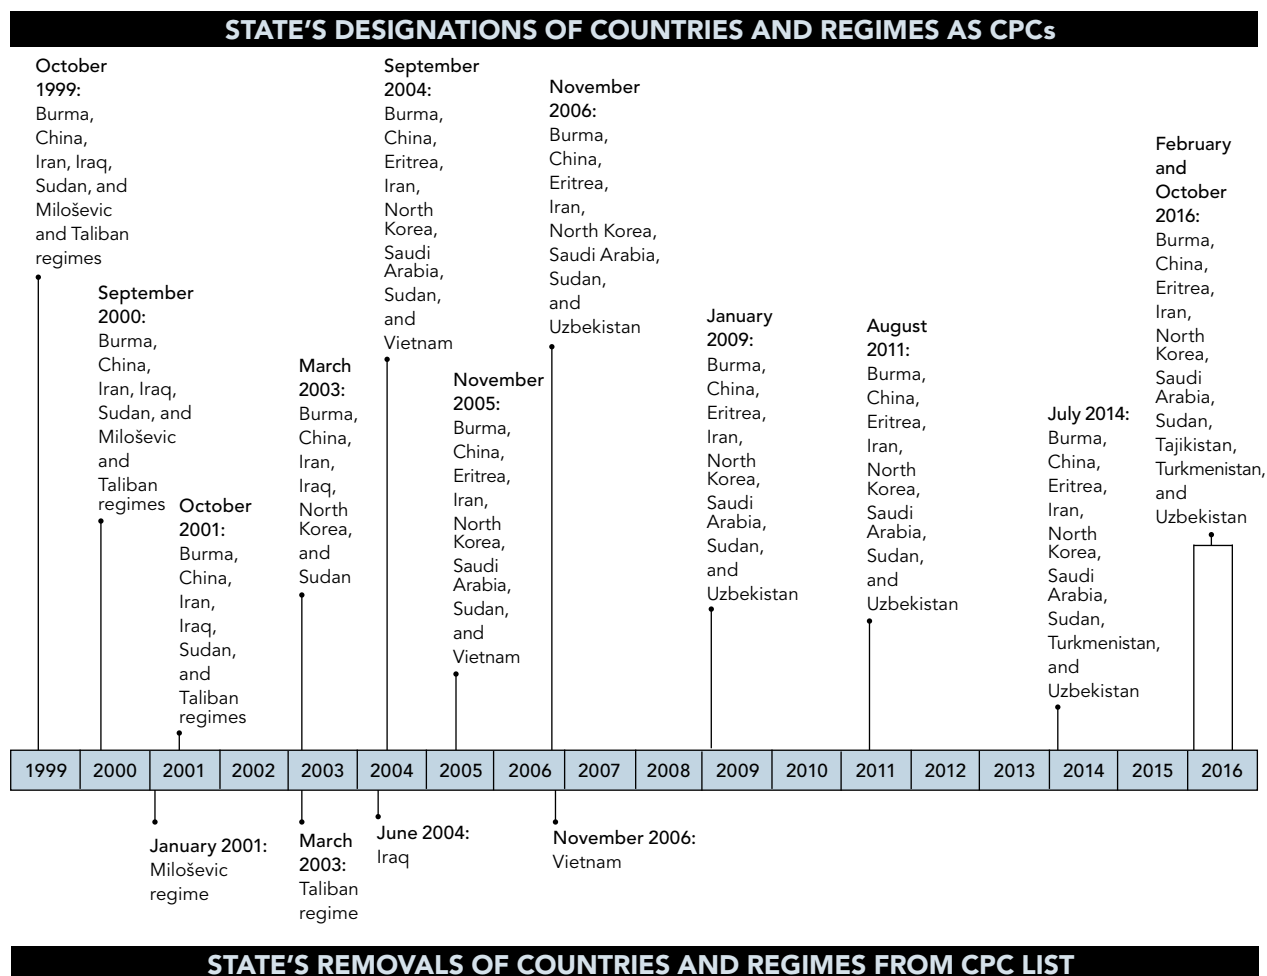 STATE'S DESIGNATIONS OF COUNTRIES AND REGIMES AS CPCs
October
1999:
Burma,
China,
Iran, Iraq,
Sudan, and
Miloševic
and Taliban
regimes
September
2000:
Burma,
China,
Iran, Iraq,
Sudan, and
Miloševic
and
Taliban
regimes
October
2001:
Burma,
China,
Iran,
Iraq,
Sudan,
and
Taliban
regimes
March
2003:
Burma,
China,
Iran,
Iraq,
North
Korea,
and
Sudan
September
2004:
Burma,
China,
Eritrea,
Iran,
North
Korea,
Saudi
Arabia,
Sudan,
and
Vietnam
November
2005:
Burma,
China,
Eritrea,
Iran,
North
Korea,
Saudi
Arabia,
Sudan,
and
Vietnam
November
2006:
Burma,
China,
Eritrea,
Iran,
North Korea,
Saudi Arabia,
Sudan,
and
Uzbekistan
January
2009:
Burma,
China,
Eritrea,
Iran,
North
Korea,
Saudi
Arabia,
Sudan,
and
Uzbekistan
August
2011:
Burma,
China,
Eritrea,
Iran,
North
Korea,
Saudi
Arabia,
Sudan,
and
Uzbekistan
July 2014:
Burma,
China,
Eritrea,
Iran,
North
Korea,
Saudi
Arabia,
Sudan,
Turkmenistan,
and
Uzbekistan
February
and
October
2016:
Burma,
China,
Eritrea,
Iran,
North
Korea,
Saudi
Arabia,
Sudan,
Tajikistan,
Turkmenistan,
and
Uzbekistan
1999 2000 2001 2002 2003 2004 2005 2006 2007 2008 2009 2010 2011 2012 2013 2014 2015 2016
January 2001:
Miloševic
regime
March
2003:
Taliban
regime
June 2004:
Iraq
November 2006:
Vietnam
STATE'S REMOVALS OF COUNTRIES AND REGIMES FROM CPC LIST